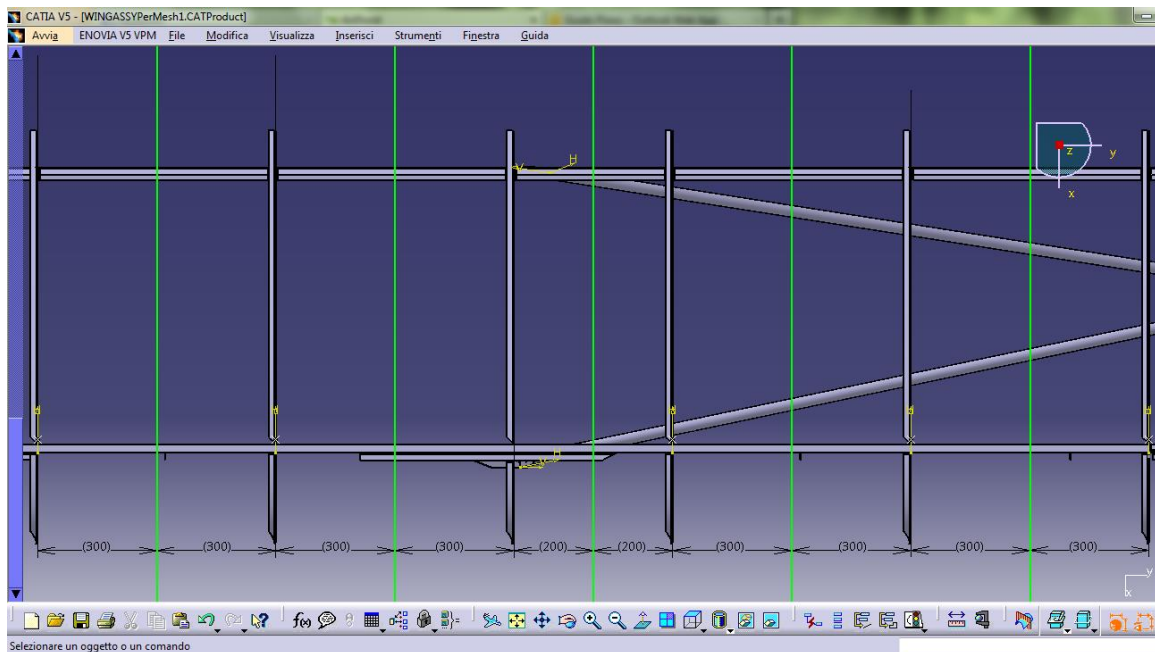 CATIA V5 - [WINGASSYPerMesh1.CATProduct]
Avvia ENOVIA V5 VPM File Modifica Visualizza Inserisci Strumenti Finestra Guida
H
V
z y
x
H
(300) (300) (300) (300) (200) (200) (300) (300) (300) (300)
y
x
f(x)
Selezionare un oggetto o un comando